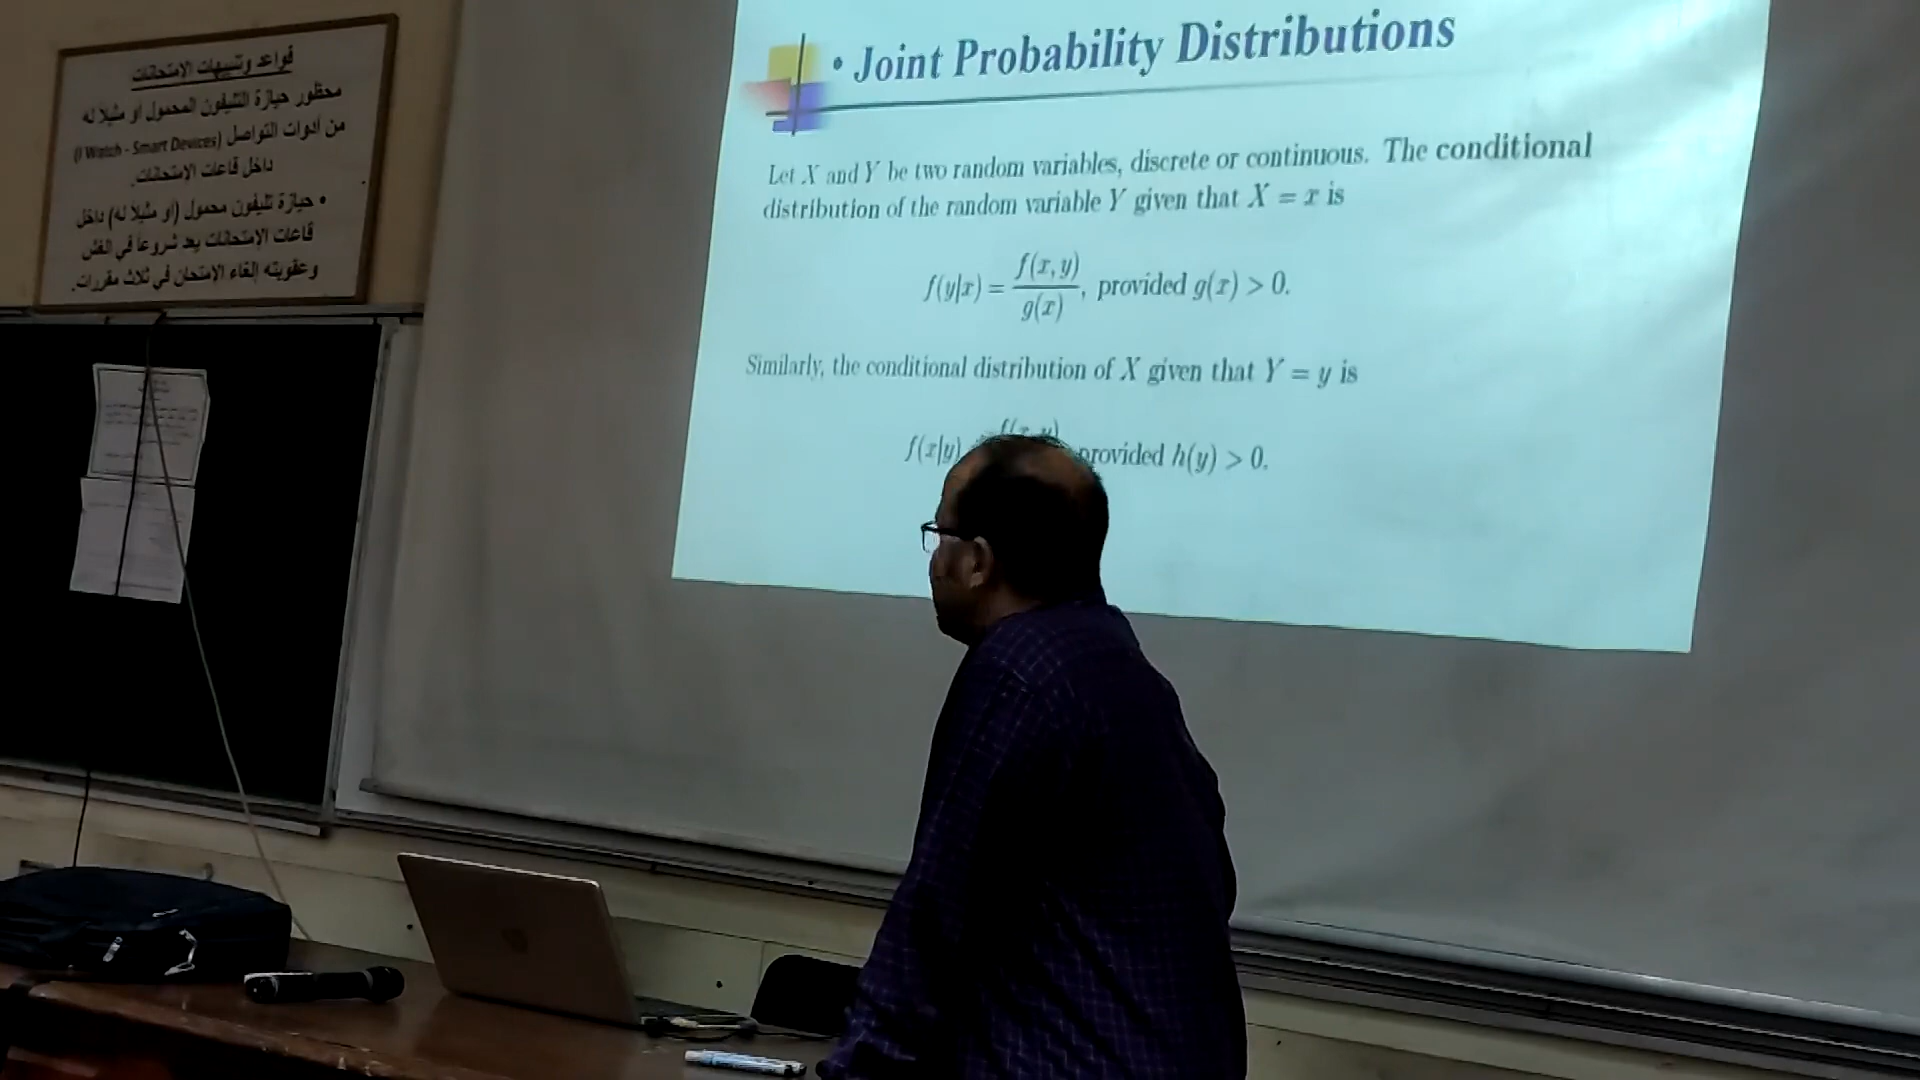 قواعد وتنبيهات الامتحانات
محظور حيازة التليفون المحمول أو مثيلاً له
من أدوات التواصل (I Watch - Smart Devices)
داخل قاعات الامتحانات.
• حيازة تليفون محمول (أو مثيلاً له) داخل
قاعات الامتحانات يعد شروعاً في الغش
وعقوبته إلغاء الامتحان في ثلاث مقررات.
• Joint Probability Distributions
Let X and Y be two random variables, discrete or continuous. The conditional
distribution of the random variable Y given that X = x is
f(y|x) = f(x, y) / g(x), provided g(x) > 0.
Similarly, the conditional distribution of X given that Y = y is
f(x|y) f(x, y) provided h(y) > 0.